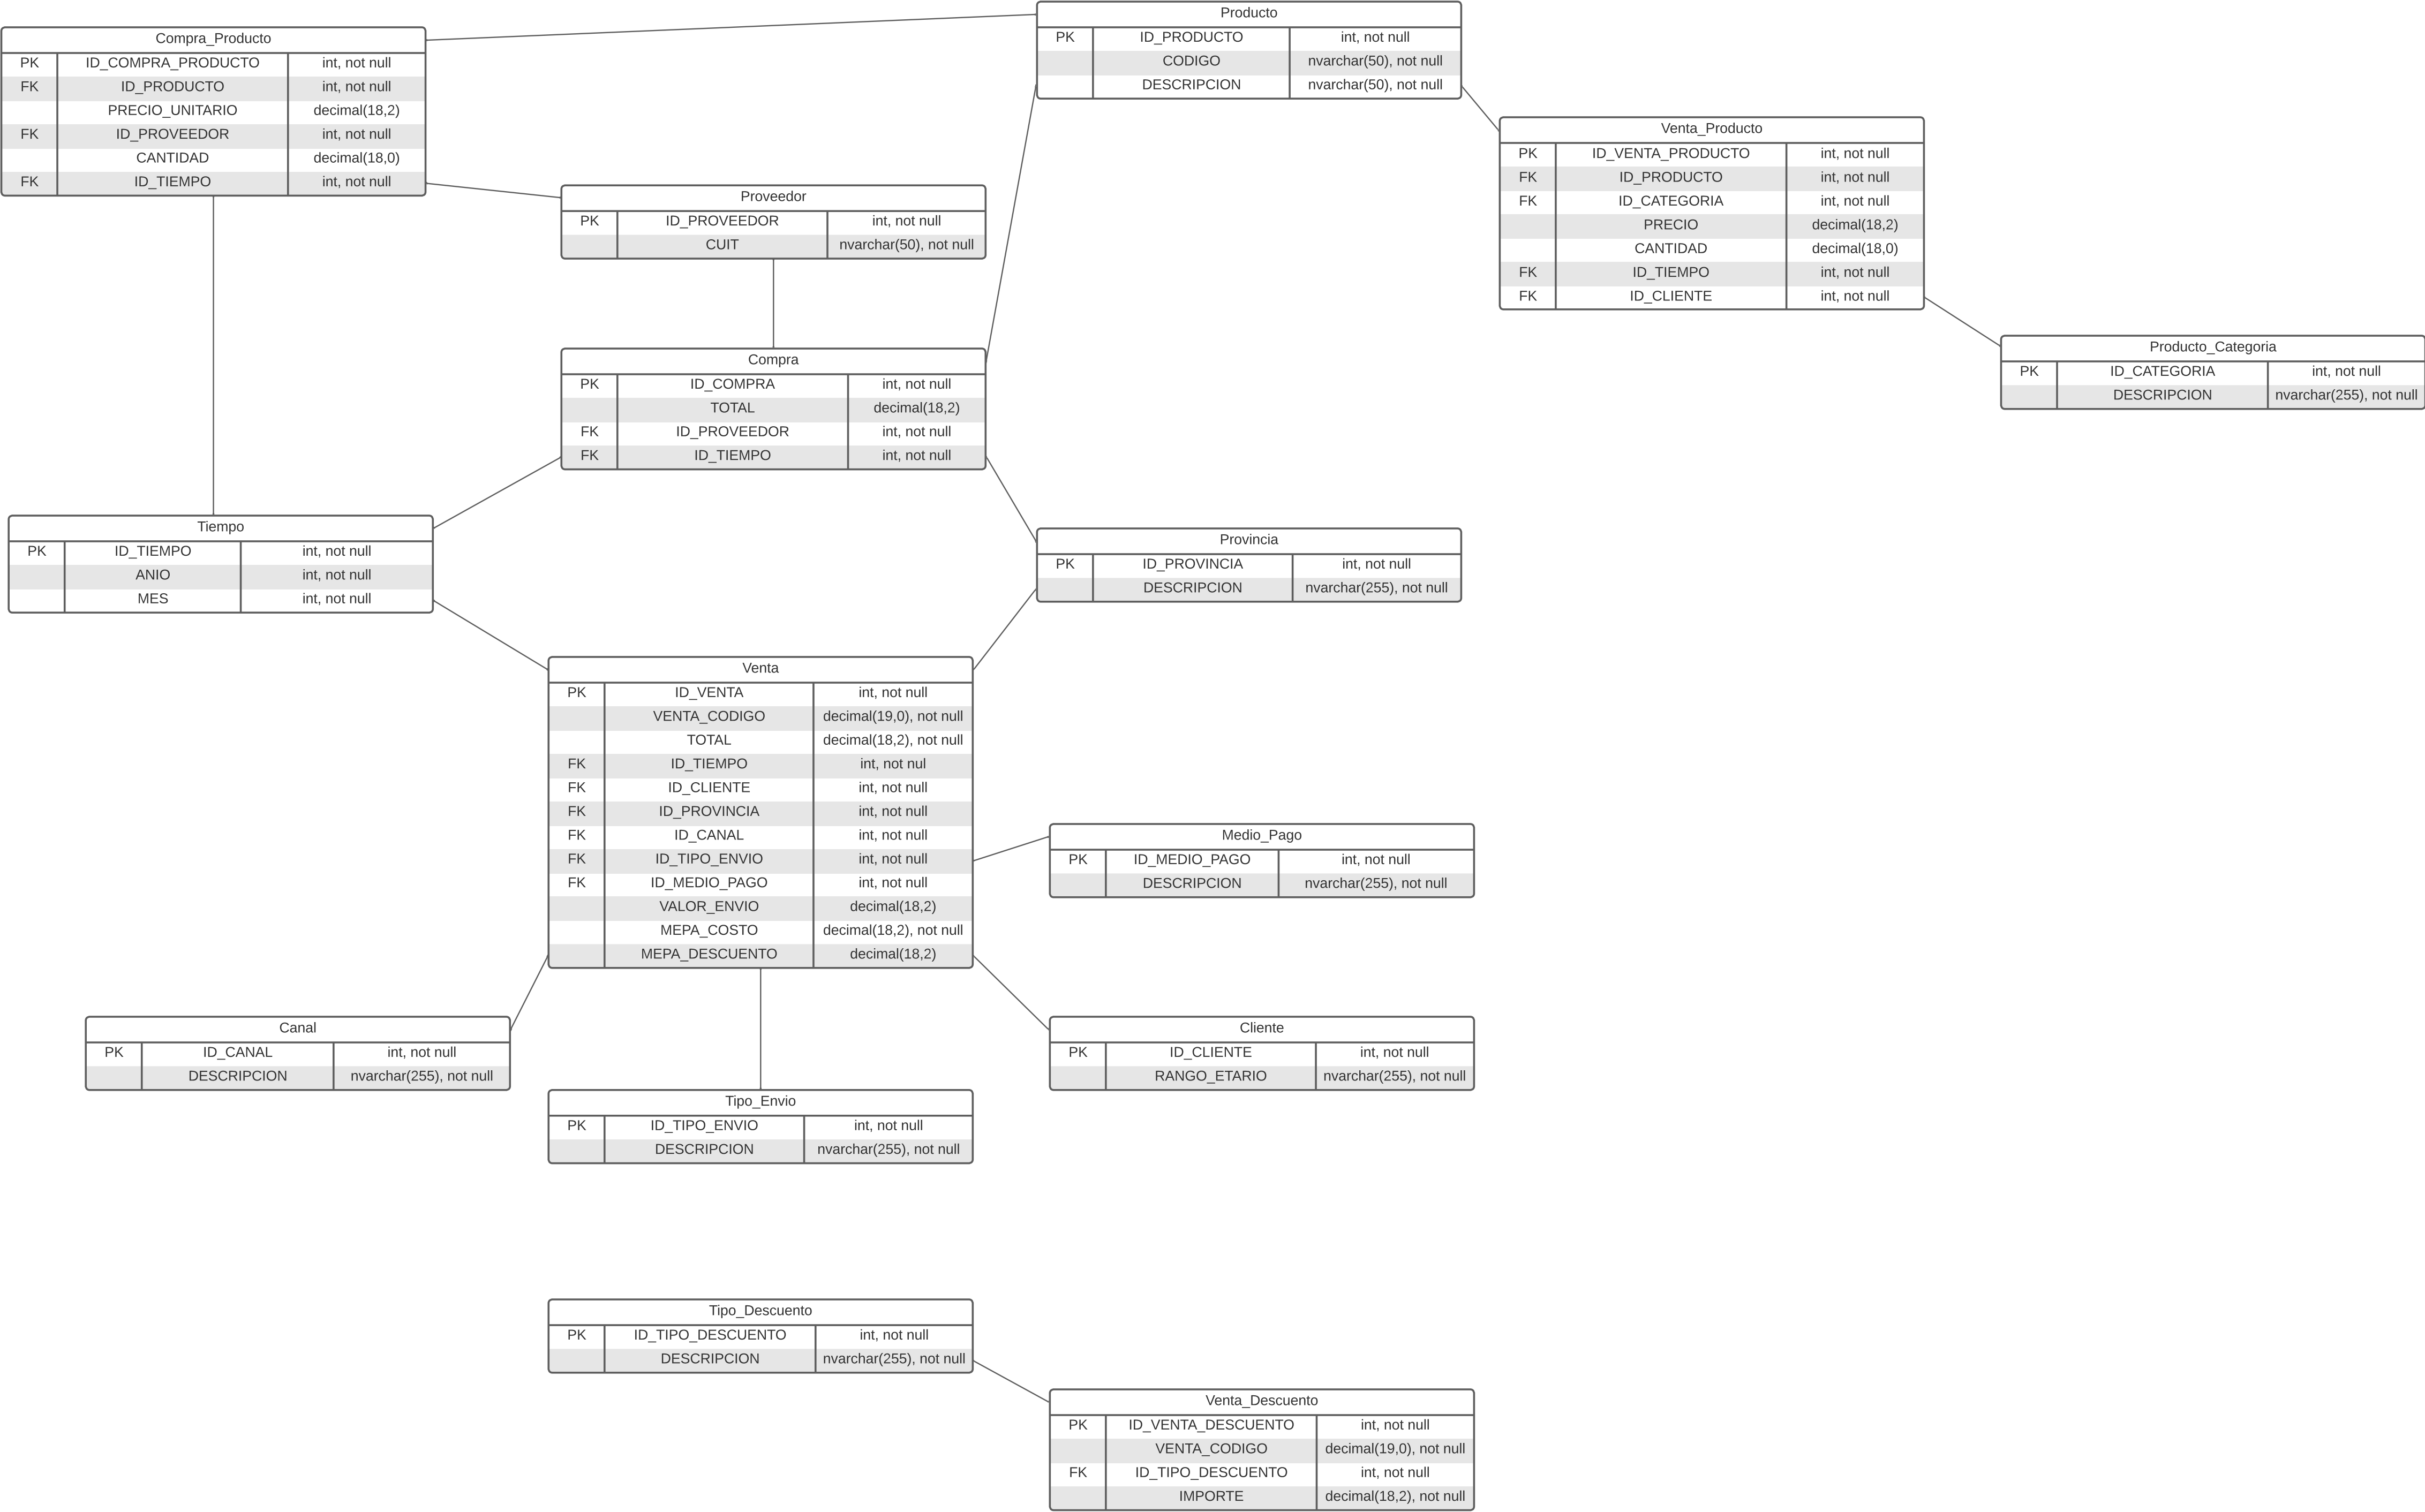 Compra_Producto
PK ID_COMPRA_PRODUCTO int, not null
FK ID_PRODUCTO int, not null
PRECIO_UNITARIO decimal(18,2)
FK ID_PROVEEDOR int, not null
CANTIDAD decimal(18,0)
FK ID_TIEMPO int, not null
Producto
PK ID_PRODUCTO int, not null
CODIGO nvarchar(50), not null
DESCRIPCION nvarchar(50), not null
Venta_Producto
PK ID_VENTA_PRODUCTO int, not null
FK ID_PRODUCTO int, not null
FK ID_CATEGORIA int, not null
PRECIO decimal(18,2)
CANTIDAD decimal(18,0)
FK ID_TIEMPO int, not null
FK ID_CLIENTE int, not null
Proveedor
PK ID_PROVEEDOR int, not null
CUIT nvarchar(50), not null
Producto_Categoria
PK ID_CATEGORIA int, not null
DESCRIPCION nvarchar(255), not null
Compra
PK ID_COMPRA int, not null
TOTAL decimal(18,2)
FK ID_PROVEEDOR int, not null
FK ID_TIEMPO int, not null
Tiempo
PK ID_TIEMPO int, not null
ANIO int, not null
MES int, not null
Provincia
PK ID_PROVINCIA int, not null
DESCRIPCION nvarchar(255), not null
Venta
PK ID_VENTA int, not null
VENTA_CODIGO decimal(19,0), not null
TOTAL decimal(18,2), not null
FK ID_TIEMPO int, not nul
FK ID_CLIENTE int, not null
FK ID_PROVINCIA int, not null
FK ID_CANAL int, not null
FK ID_TIPO_ENVIO int, not null
FK ID_MEDIO_PAGO int, not null
VALOR_ENVIO decimal(18,2)
MEPA_COSTO decimal(18,2), not null
MEPA_DESCUENTO decimal(18,2)
Medio_Pago
PK ID_MEDIO_PAGO int, not null
DESCRIPCION nvarchar(255), not null
Canal
PK ID_CANAL int, not null
DESCRIPCION nvarchar(255), not null
Cliente
PK ID_CLIENTE int, not null
RANGO_ETARIO nvarchar(255), not null
Tipo_Envio
PK ID_TIPO_ENVIO int, not null
DESCRIPCION nvarchar(255), not null
Tipo_Descuento
PK ID_TIPO_DESCUENTO int, not null
DESCRIPCION nvarchar(255), not null
Venta_Descuento
PK ID_VENTA_DESCUENTO int, not null
VENTA_CODIGO decimal(19,0), not null
FK ID_TIPO_DESCUENTO int, not null
IMPORTE decimal(18,2), not null